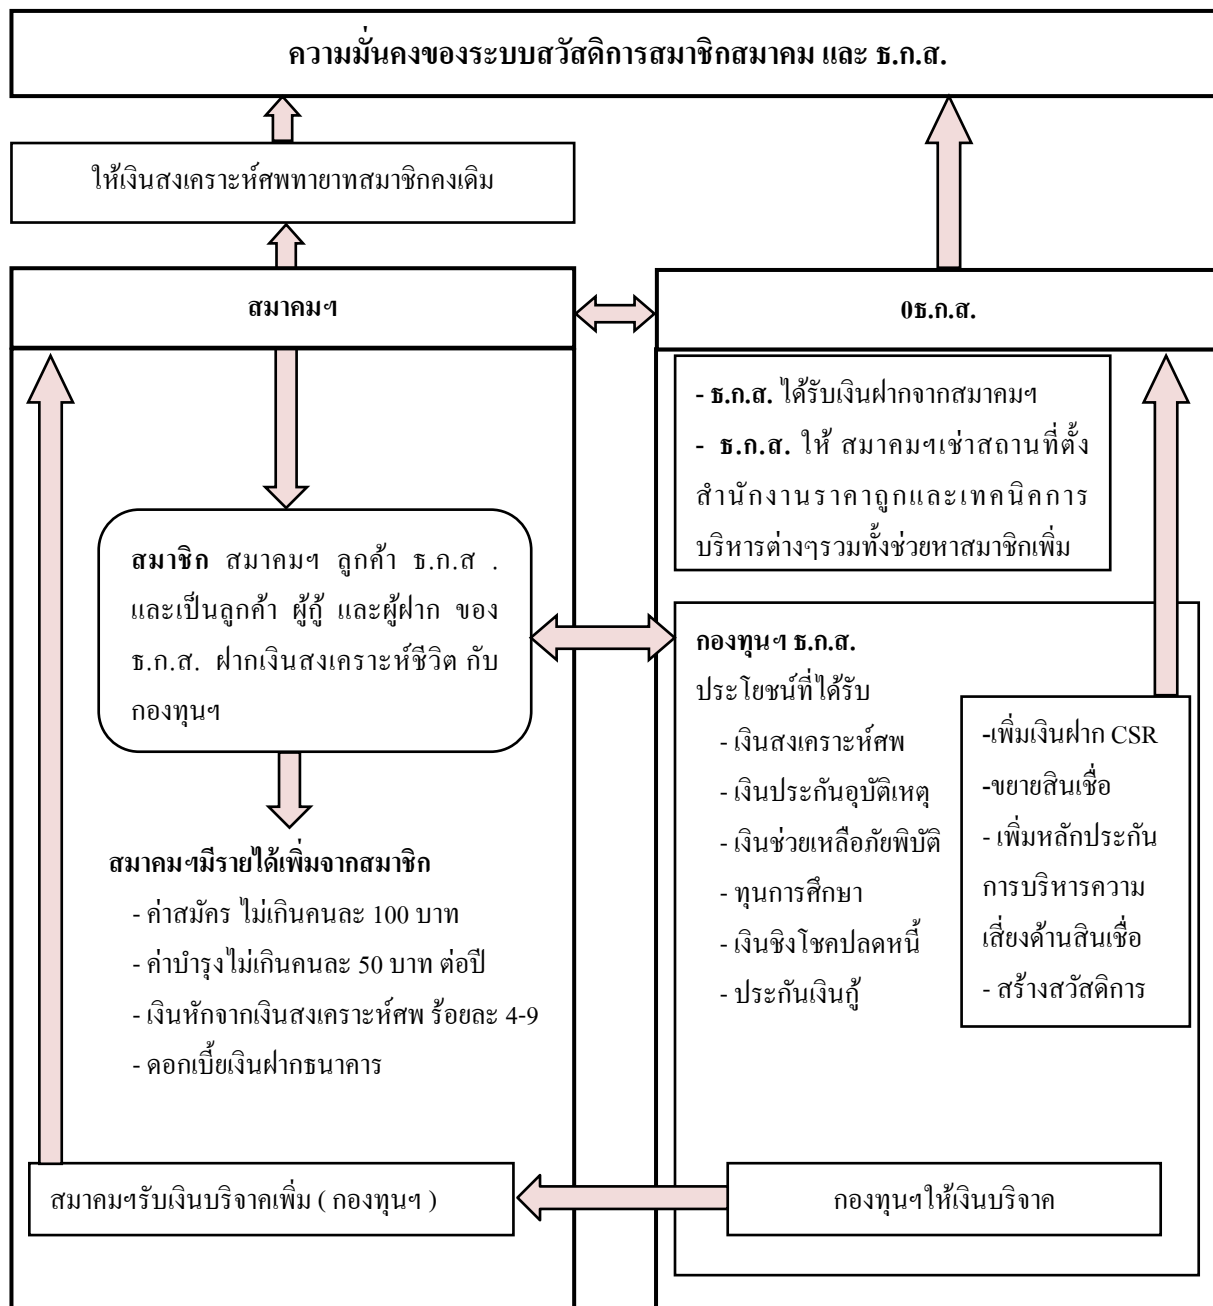 ความมั่นคงของระบบสวัสดิการสมาชิกสมาคม และ ธ.ก.ส.
ให้เงินสงเคราะห์ศพทายาทสมาชิกคงเดิม
สมาคมฯ
0ธ.ก.ส.
- ธ.ก.ส. ได้รับเงินฝากจากสมาคมฯ
- ธ.ก.ส. ให้ สมาคมฯเช่าสถานที่ตั้ง
สำนักงานราคาถูกและเทคนิคการ
บริหารต่างๆรวมทั้งช่วยหาสมาชิกเพิ่ม
สมาชิก สมาคมฯ ลูกค้า ธ.ก.ส .
และเป็นลูกค้า ผู้กู้ และผู้ฝาก ของ
ธ.ก.ส. ฝากเงินสงเคราะห์ชีวิต กับ
กองทุนฯ
สมาคมฯมีรายได้เพิ่มจากสมาชิก
- ค่าสมัคร ไม่เกินคนละ 100 บาท
- ค่าบำรุงไม่เกินคนละ 50 บาท ต่อปี
- เงินหักจากเงินสงเคราะห์ศพ ร้อยละ 4-9
- ดอกเบี้ยเงินฝากธนาคาร
กองทุนฯ ธ.ก.ส.
ประโยชน์ที่ได้รับ
- เงินสงเคราะห์ศพ
- เงินประกันอุบัติเหตุ
- เงินช่วยเหลือภัยพิบัติ
- ทุนการศึกษา
- เงินชิงโชคปลดหนี้
- ประกันเงินกู้
-เพิ่มเงินฝาก CSR
-ขยายสินเชื่อ
- เพิ่มหลักประกัน
การบริหารความ
เสี่ยงด้านสินเชื่อ
- สร้างสวัสดิการ
สมาคมฯรับเงินบริจาคเพิ่ม ( กองทุนฯ )
กองทุนฯให้เงินบริจาค